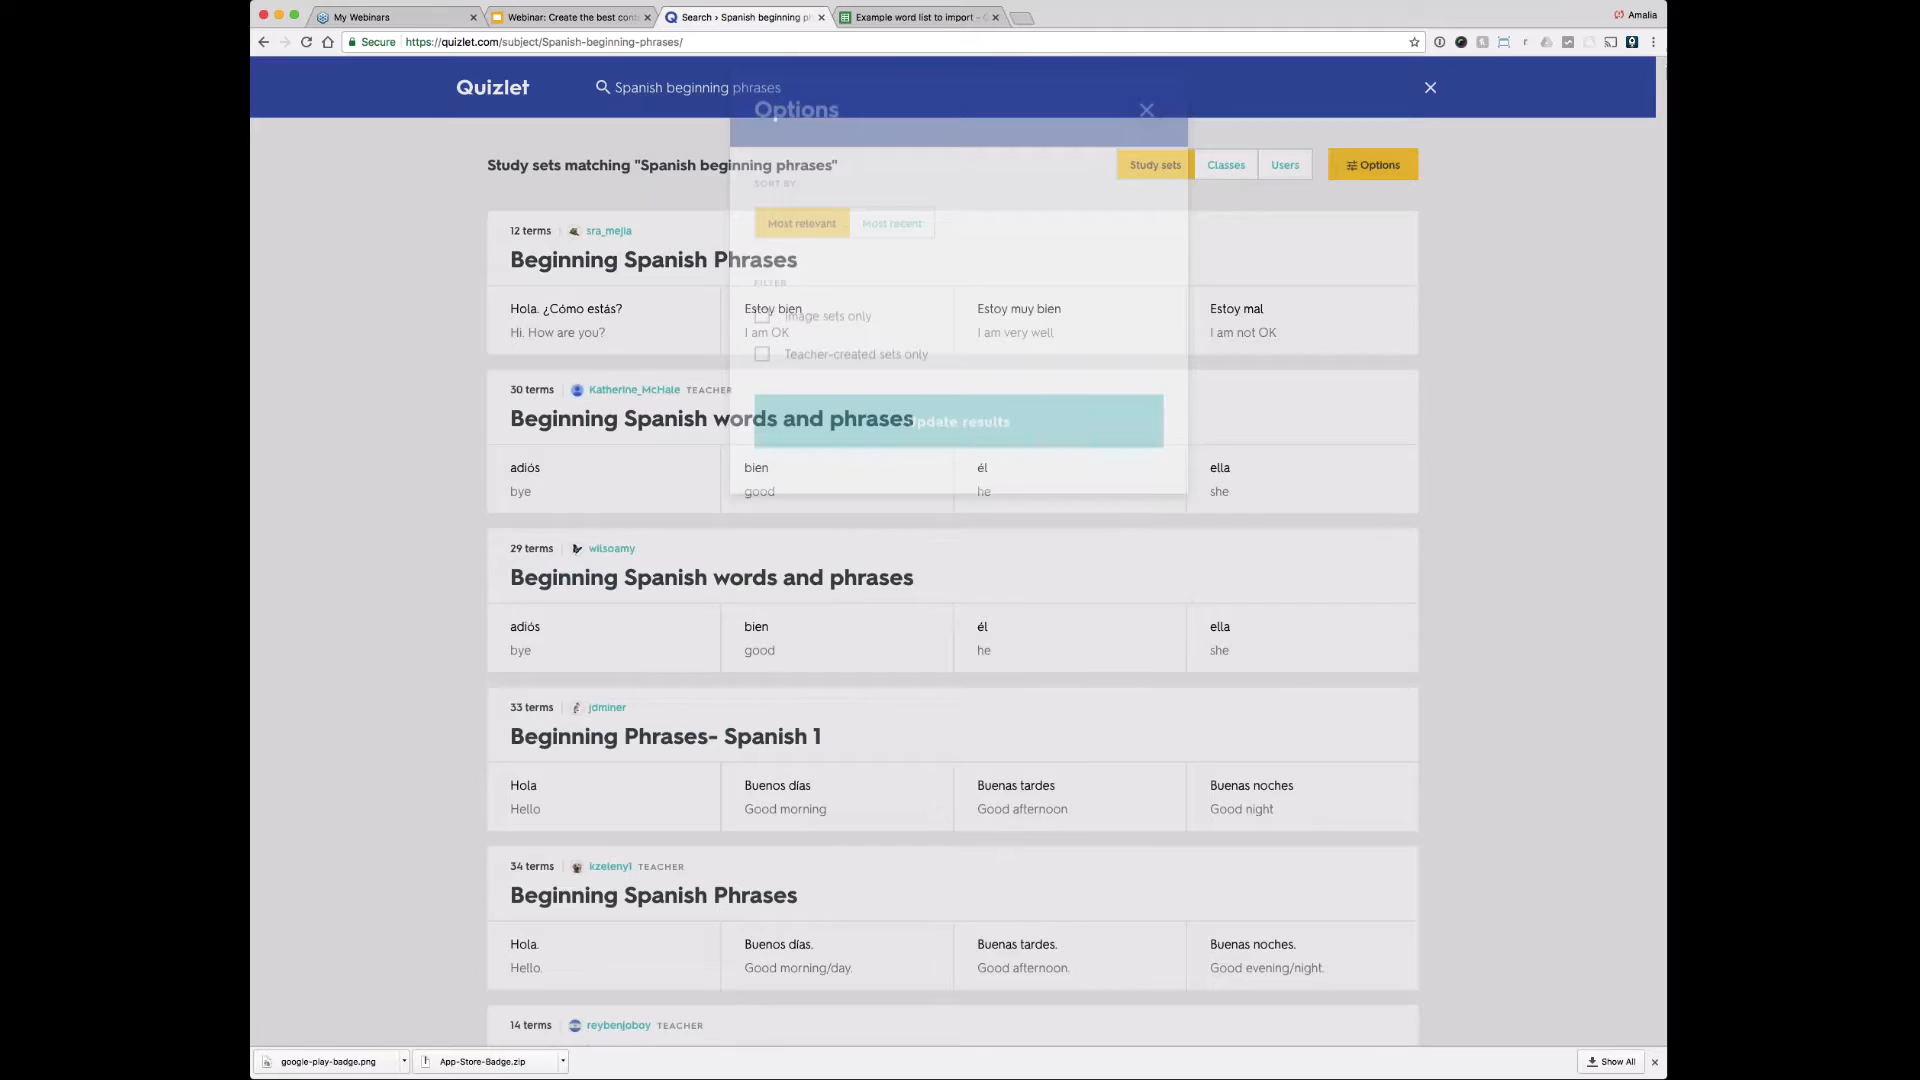 My Webinars
Webinar: Create the best cont
Search › Spanish beginning p
Example word list to import -
Amalia
Secure
https://quizlet.com/subject/Spanish-beginning-phrases/
Quizlet
Spanish beginning phrases
Options
Study sets matching "Spanish beginning phrases"
Study sets
Classes
Users
Options
SORT BY
Most relevant
Most recent
12 terms
sra_mejia
Beginning Spanish Phrases
FILTER
Hola. ¿Cómo estás?
Hi. How are you?
Estoy bien
I am OK
Estoy muy bien
I am very well
Estoy mal
I am not OK
Image sets only
Teacher-created sets only
30 terms
Katherine_McHale TEACHER
Beginning Spanish words and phrases
Update results
adiós
bye
bien
good
él
he
ella
she
29 terms
wilsoamy
Beginning Spanish words and phrases
adiós
bye
bien
good
él
he
ella
she
33 terms
jdminer
Beginning Phrases- Spanish 1
Hola
Hello
Buenos días
Good morning
Buenas tardes
Good afternoon
Buenas noches
Good night
34 terms
kzeleny1 TEACHER
Beginning Spanish Phrases
Hola.
Hello.
Buenos días.
Good morning/day.
Buenas tardes.
Good afternoon.
Buenas noches.
Good evening/night.
14 terms
reybenjoboy TEACHER
google-play-badge.png
App-Store-Badge.zip
Show All